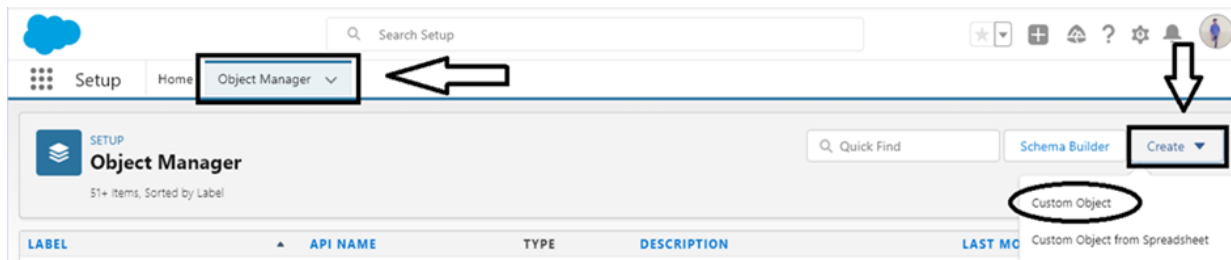 Search Setup
Setup Home Object Manager
SETUP
Object Manager
51+ Items, Sorted by Label
Quick Find Schema Builder Create
Custom Object
Custom Object from Spreadsheet
LABEL API NAME TYPE DESCRIPTION LAST MO